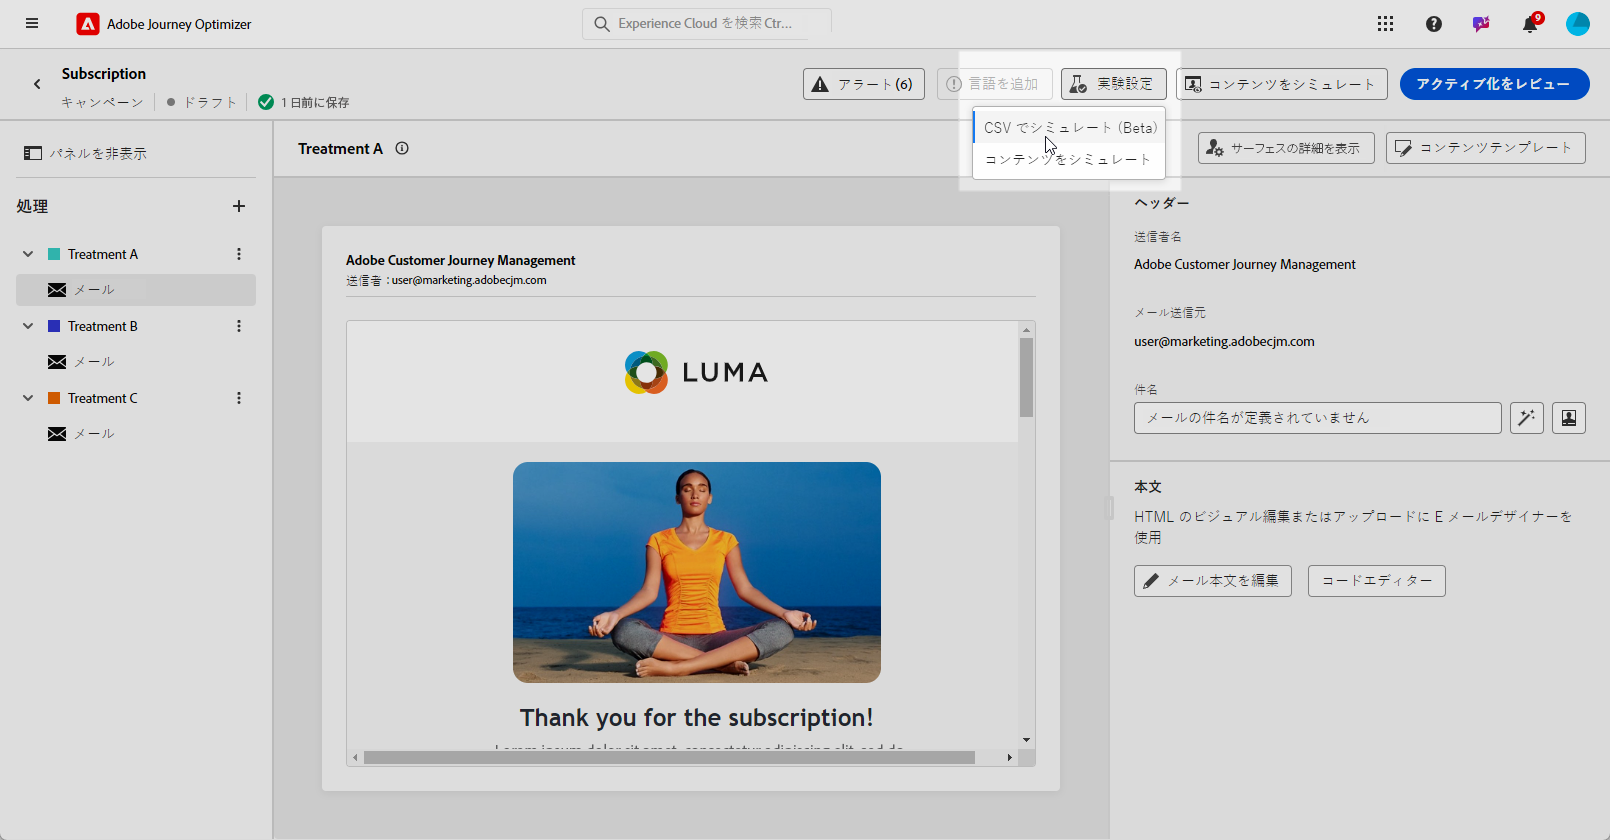 Adobe Journey Optimizer
Experience Cloud を検索 Ctr...
9
Subscription
キャンペーン
ドラフト
1 日前に保存
アラート (6)
言語を追加
実験設定
コンテンツをシミュレート
アクティブ化をレビュー
CSV でシミュレート (Beta)
コンテンツをシミュレート
パネルを非表示
Treatment A
サーフェスの詳細を表示
コンテンツテンプレート
処理
Treatment A
メール
Treatment B
メール
Treatment C
メール
Adobe Customer Journey Management
送信者 : user@marketing.adobecjm.com
LUMA
Thank you for the subscription!
Lorem ipsum dolor sit amet, consectetur adipiscing elit, sed do
ヘッダー
送信者名
Adobe Customer Journey Management
メール送信元
user@marketing.adobecjm.com
件名
メールの件名が定義されていません
本文
HTML のビジュアル編集またはアップロードに E メールデザイナーを
使用
メール本文を編集
コードエディター